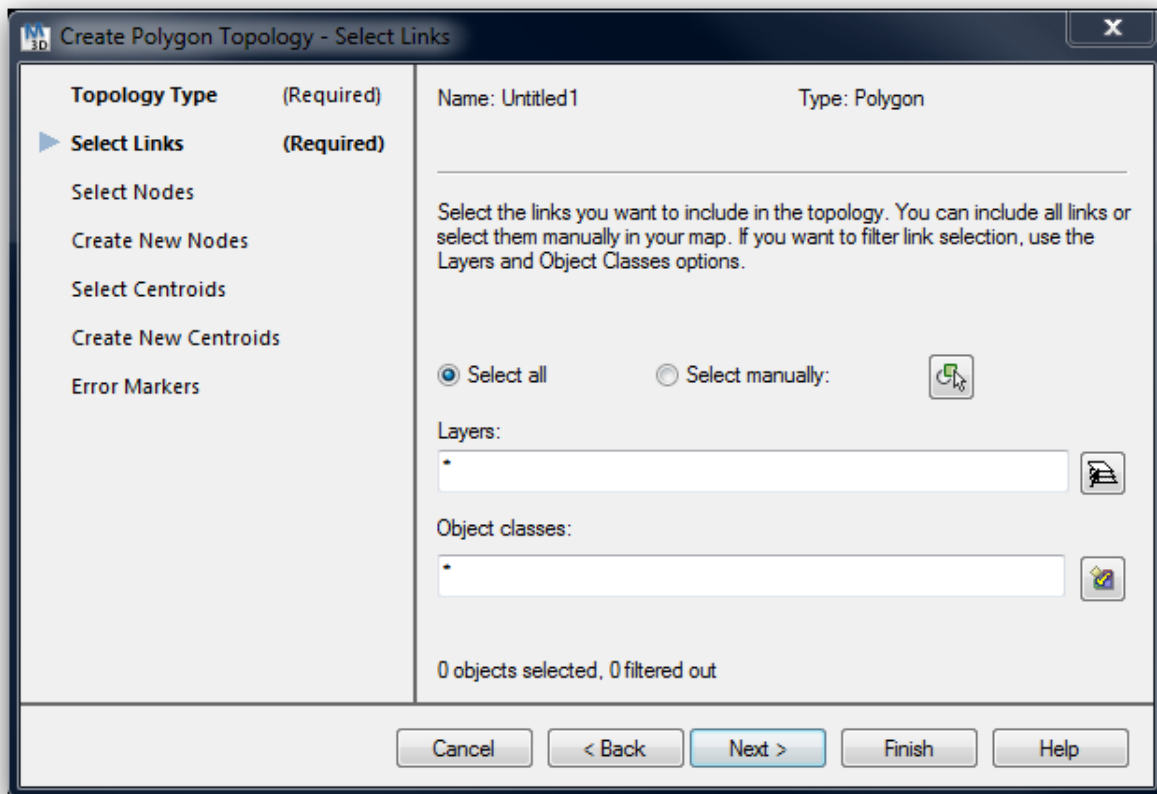 M
3D
Create Polygon Topology - Select Links
X
Topology Type (Required)
Select Links (Required)
Select Nodes
Create New Nodes
Select Centroids
Create New Centroids
Error Markers
Name: Untitled1 Type: Polygon
Select the links you want to include in the topology. You can include all links or
select them manually in your map. If you want to filter link selection, use the
Layers and Object Classes options.
Select all Select manually:
Layers:
*
Object classes:
*
0 objects selected, 0 filtered out
Cancel < Back Next > Finish Help